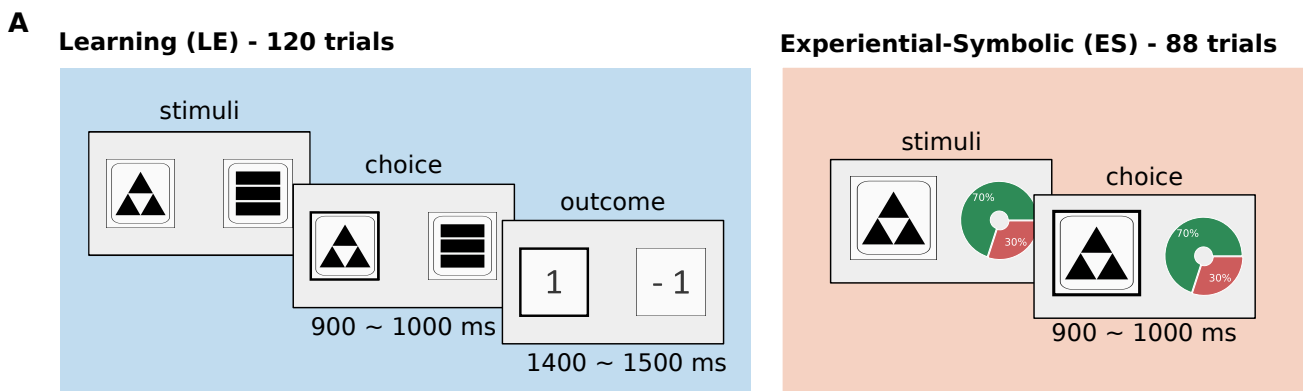 A
Learning (LE) - 120 trials
stimuli
choice
outcome
1
- 1
900 ~ 1000 ms
1400 ~ 1500 ms
Experiential-Symbolic (ES) - 88 trials
stimuli
70%
30%
choice
70%
30%
900 ~ 1000 ms